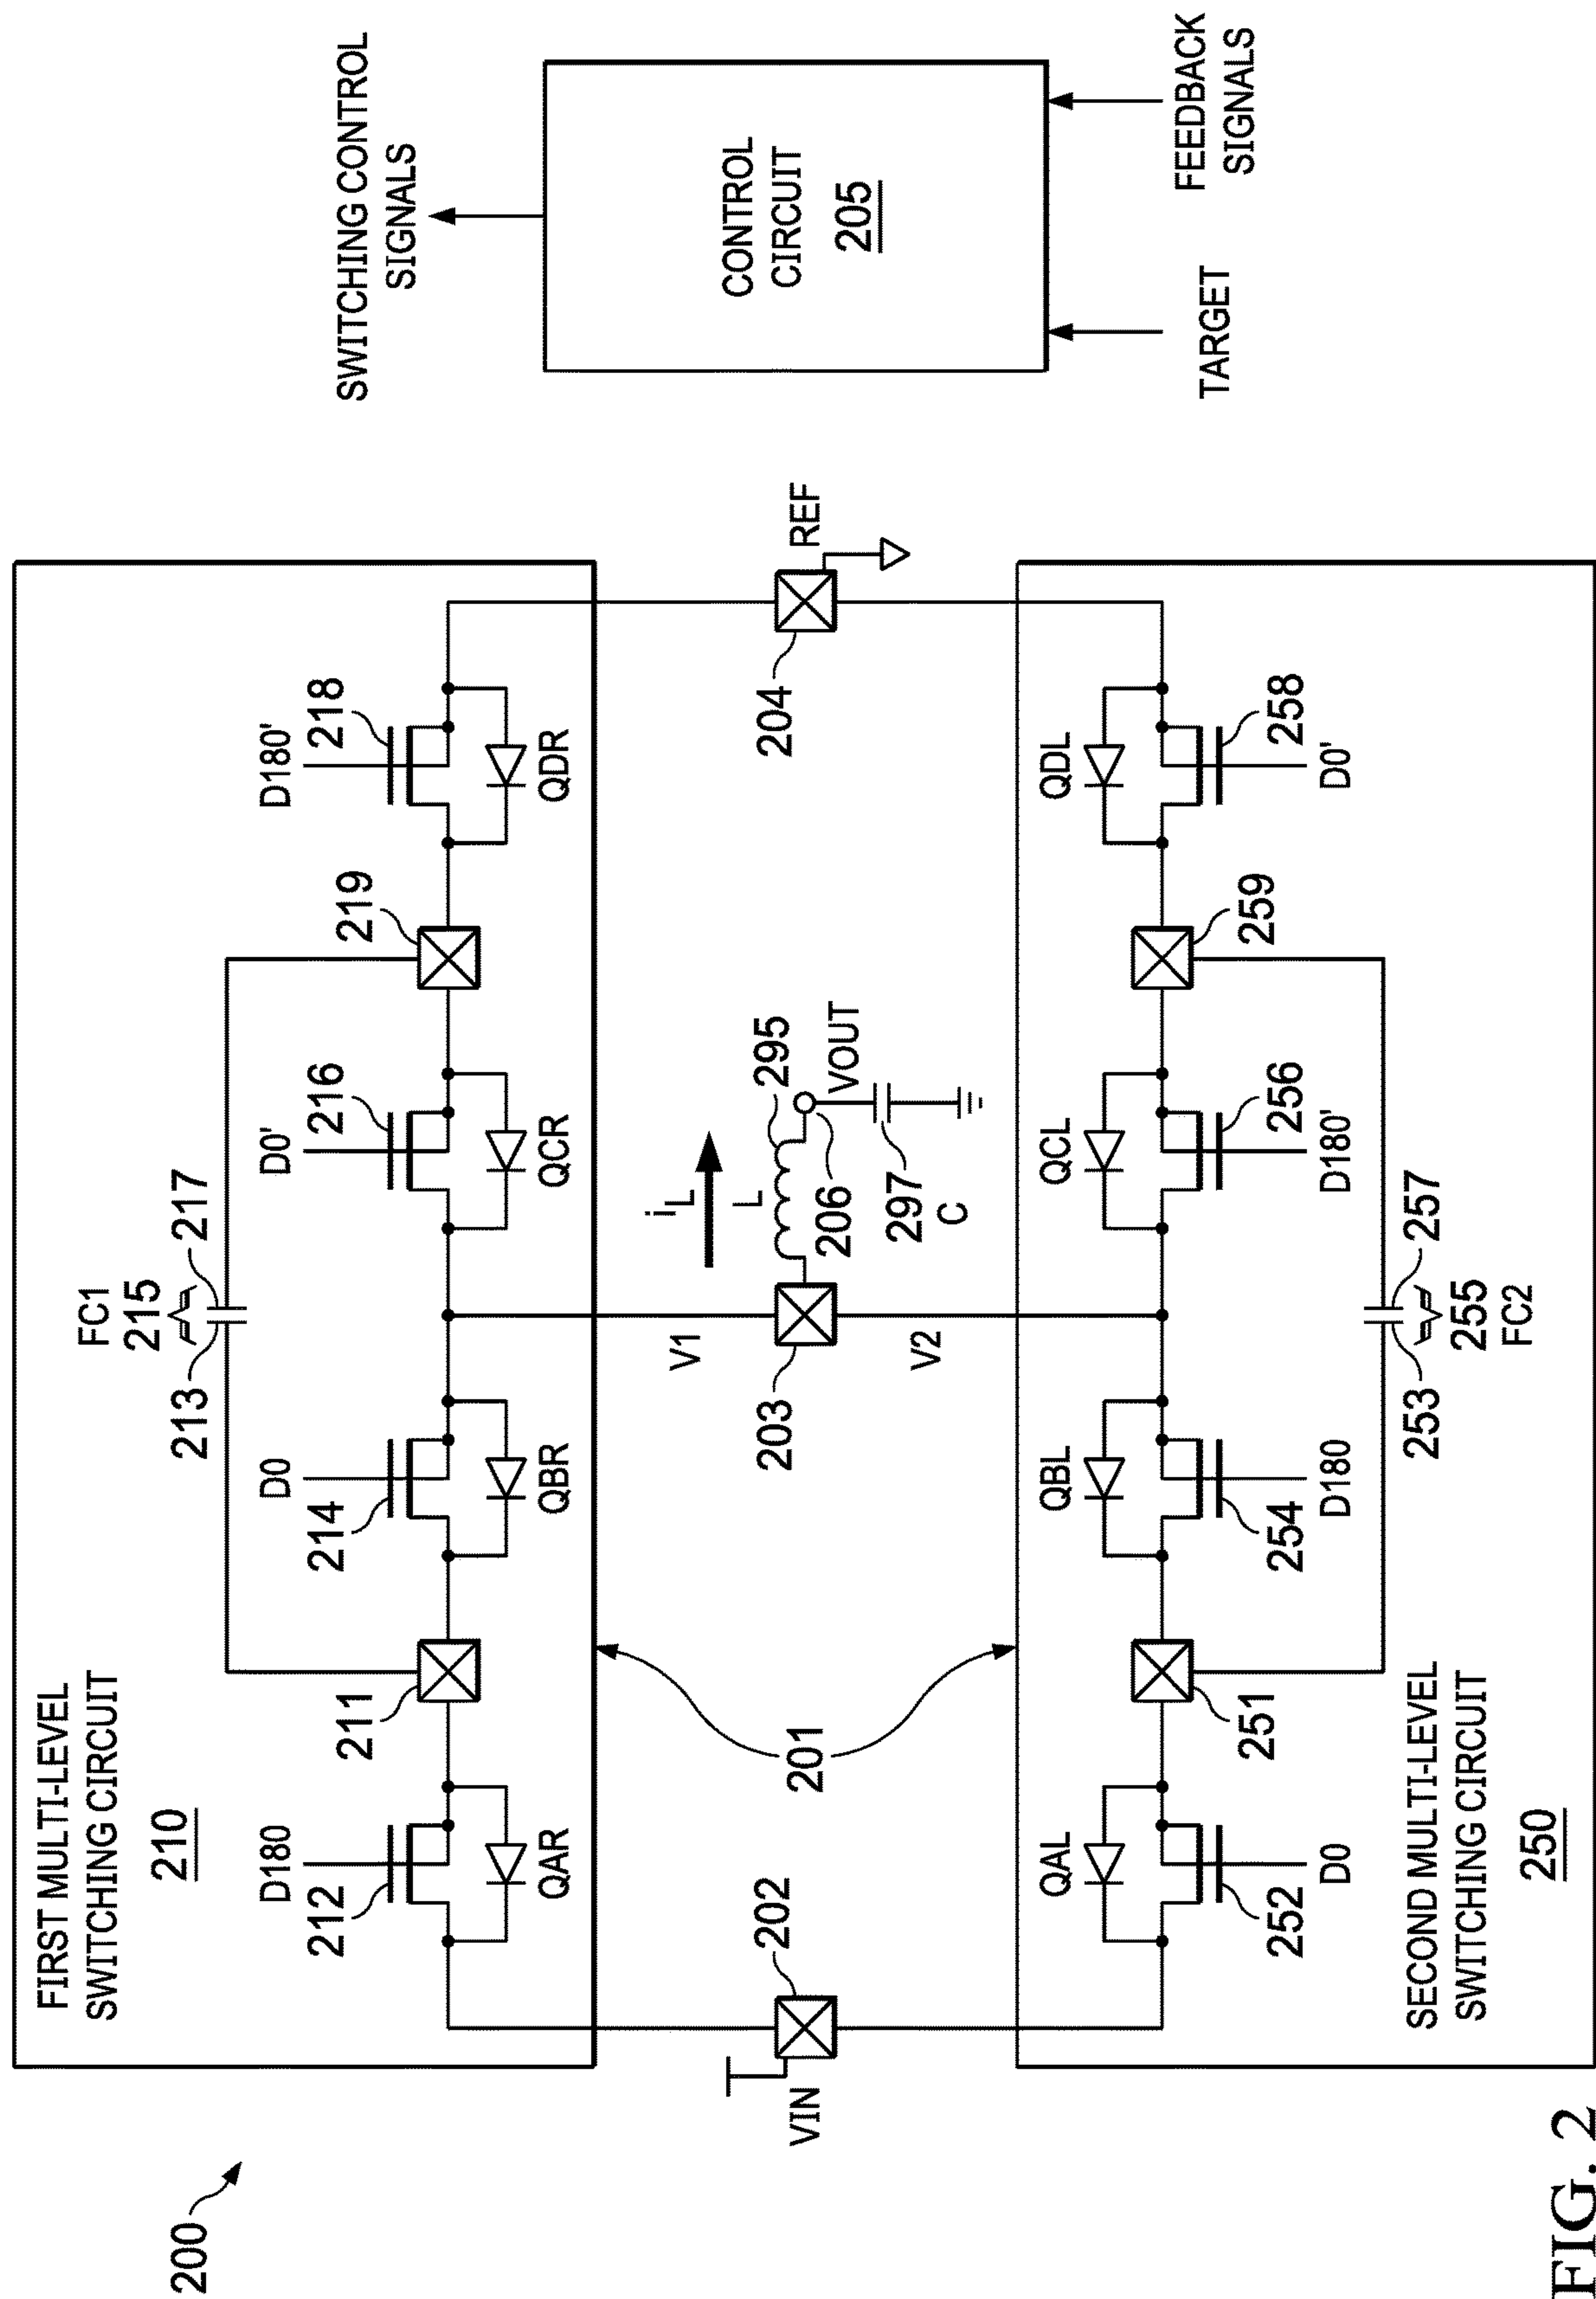 200
FIRST MULTI-LEVEL
SWITCHING CIRCUIT
210
D180
212
QAR
211
D0
214
QBR
FC1
215
213
217
D0'
216
QCR
219
D180'
218
QDR
VIN
202
201
V1
203
V2
iL
L
295
206
VOUT
297
C
204
REF
SECOND MULTI-LEVEL
SWITCHING CIRCUIT
250
QAL
252
D0
251
QBL
254
D180
253
257
255
FC2
QCL
256
D180'
259
QDL
258
D0'
SWITCHING CONTROL
SIGNALS
CONTROL
CIRCUIT
205
TARGET
FEEDBACK
SIGNALS
FIG. 2